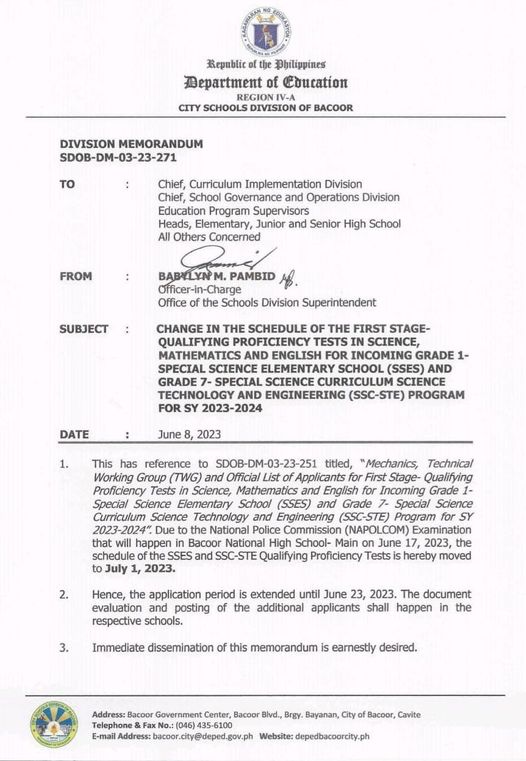 Republic of the Philippines
Department of Education
REGION IV-A
CITY SCHOOLS DIVISION OF BACOOR
DIVISION MEMORANDUM
SDOB-DM-03-23-271
TO : Chief, Curriculum Implementation Division
Chief, School Governance and Operations Division
Education Program Supervisors
Heads, Elementary, Junior and Senior High School
All Others Concerned
FROM : BABYLYN M. PAMBID
Officer-in-Charge
Office of the Schools Division Superintendent
SUBJECT : CHANGE IN THE SCHEDULE OF THE FIRST STAGE-
QUALIFYING PROFICIENCY TESTS IN SCIENCE,
MATHEMATICS AND ENGLISH FOR INCOMING GRADE 1-
SPECIAL SCIENCE ELEMENTARY SCHOOL (SSES) AND
GRADE 7- SPECIAL SCIENCE CURRICULUM SCIENCE
TECHNOLOGY AND ENGINEERING (SSC-STE) PROGRAM
FOR SY 2023-2024
DATE : June 8, 2023
1. This has reference to SDOB-DM-03-23-251 titled, "Mechanics, Technical
Working Group (TWG) and Official List of Applicants for First Stage- Qualifying
Proficiency Tests in Science, Mathematics and English for Incoming Grade 1-
Special Science Elementary School (SSES) and Grade 7- Special Science
Curriculum Science Technology and Engineering (SSC-STE) Program for SY
2023-2024". Due to the National Police Commission (NAPOLCOM) Examination
that will happen in Bacoor National High School- Main on June 17, 2023, the
schedule of the SSES and SSC-STE Qualifying Proficiency Tests is hereby moved
to July 1, 2023.
2. Hence, the application period is extended until June 23, 2023. The document
evaluation and posting of the additional applicants shall happen in the
respective schools.
3. Immediate dissemination of this memorandum is earnestly desired.
Address: Bacoor Government Center, Bacoor Blvd., Brgy. Bayanan, City of Bacoor, Cavite
Telephone & Fax No.: (046) 435-6100
E-mail Address: bacoor.city@deped.gov.ph Website: depedbacoorcity.ph